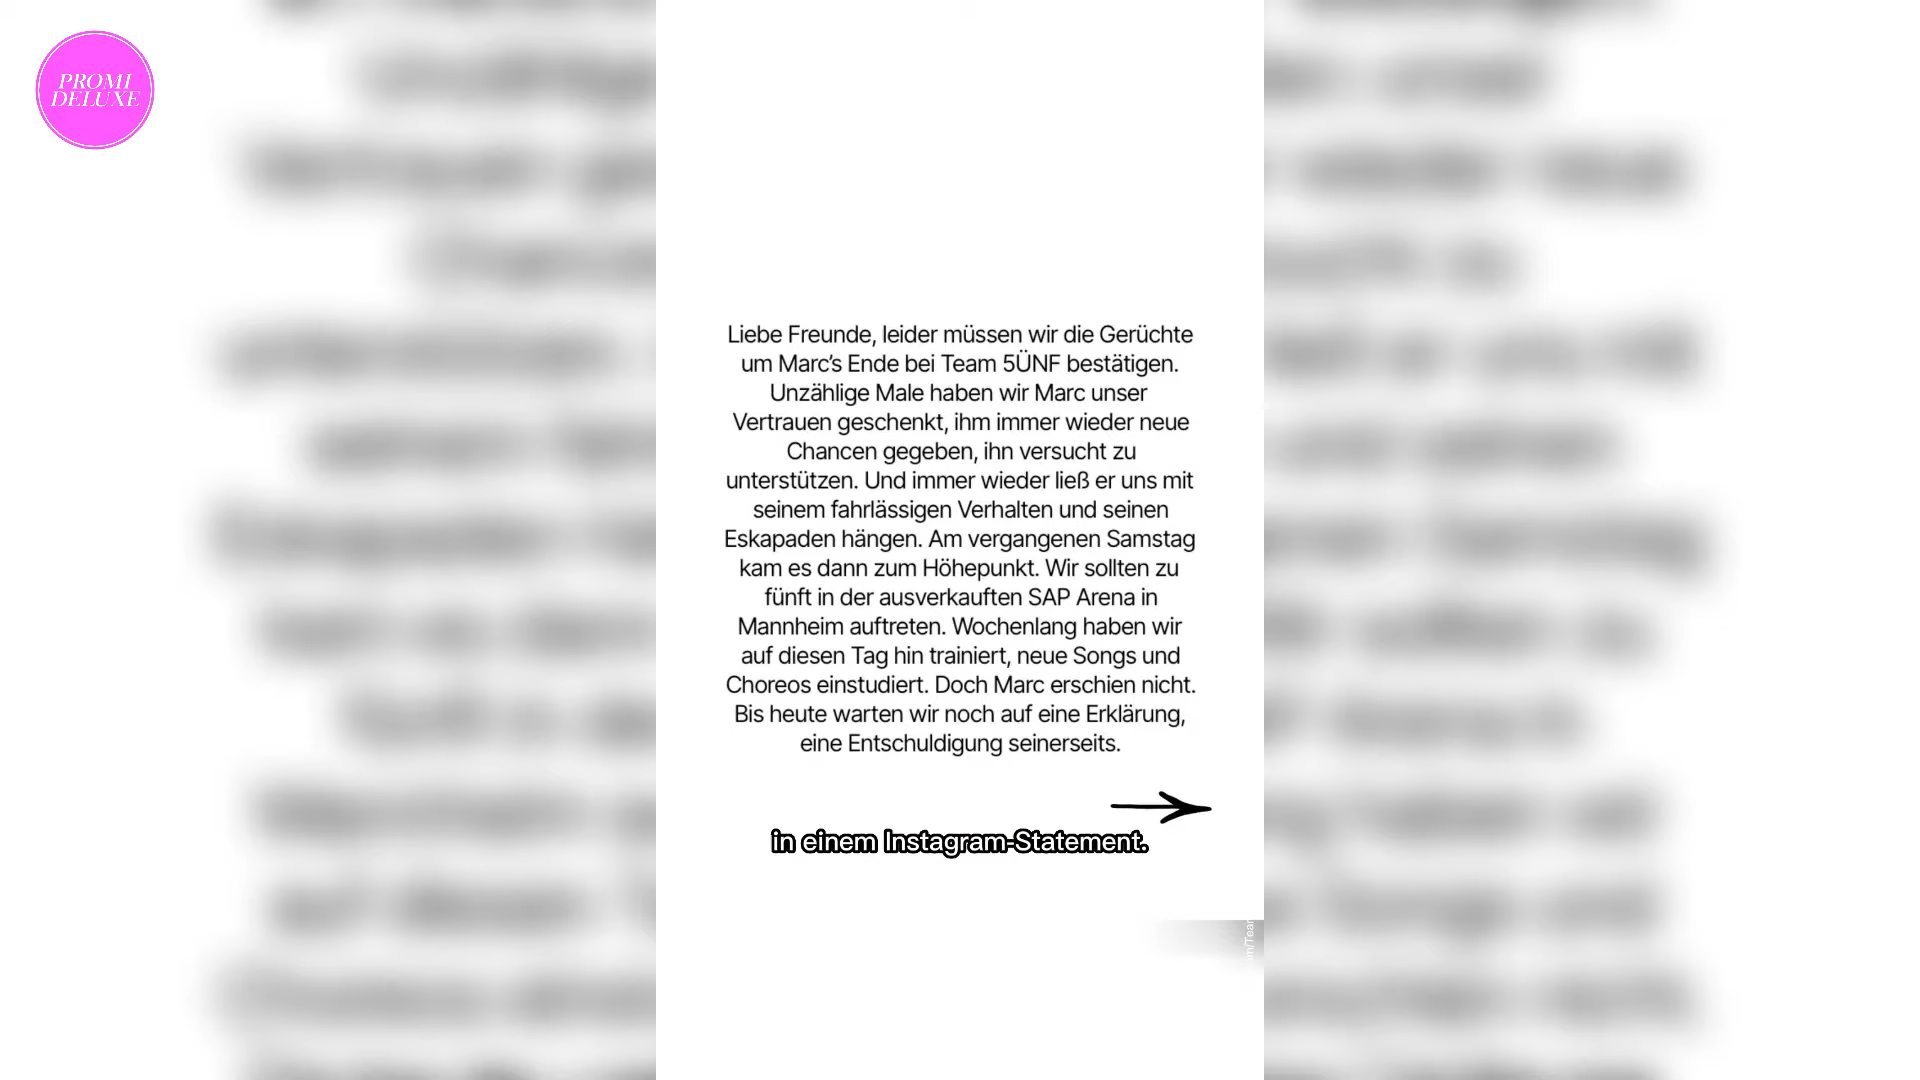 PROMI
DELUXE
Liebe Freunde, leider müssen wir die Gerüchte
um Marc’s Ende bei Team 5ÜNF bestätigen.
Unzählige Male haben wir Marc unser
Vertrauen geschenkt, ihm immer wieder neue
Chancen gegeben, ihn versucht zu
unterstützen. Und immer wieder ließ er uns mit
seinem fahrlässigen Verhalten und seinen
Eskapaden hängen. Am vergangenen Samstag
kam es dann zum Höhepunkt. Wir sollten zu
fünft in der ausverkauften SAP Arena in
Mannheim auftreten. Wochenlang haben wir
auf diesen Tag hin trainiert, neue Songs und
Choreos einstudiert. Doch Marc erschien nicht.
Bis heute warten wir noch auf eine Erklärung,
eine Entschuldigung seinerseits.
in einem Instagram-Statement.